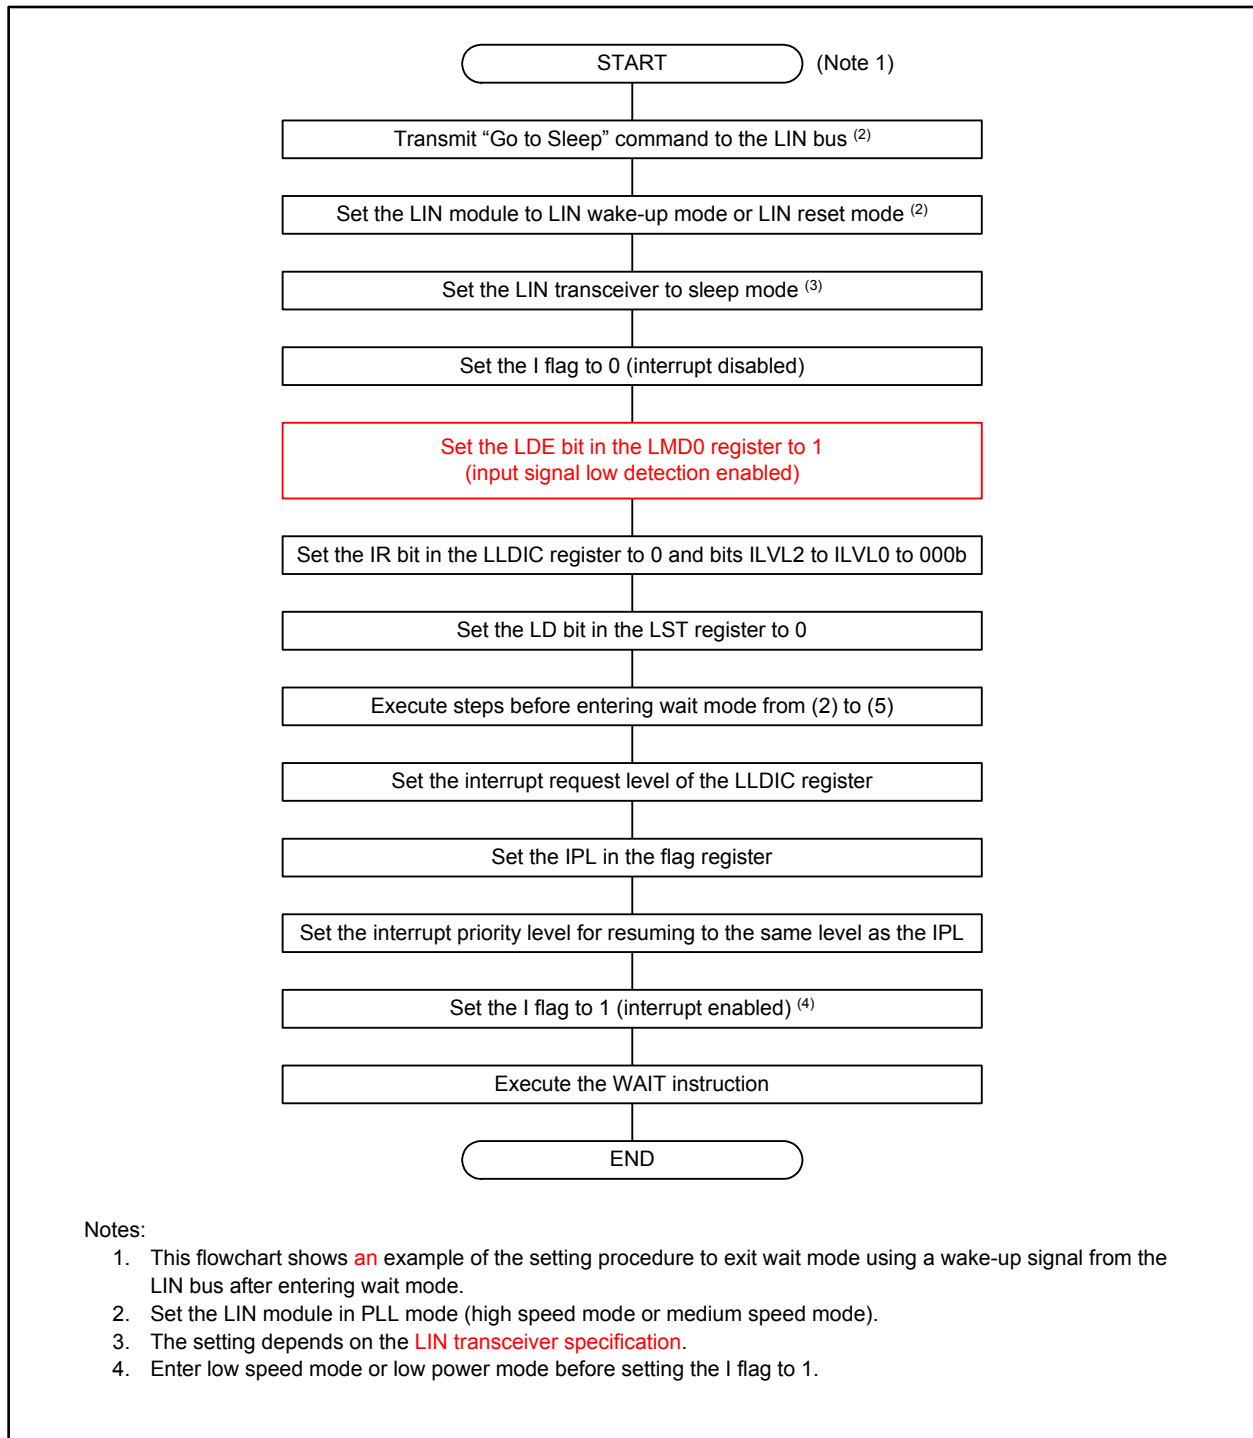 START (Note 1)
Transmit “Go to Sleep” command to the LIN bus (2)
Set the LIN module to LIN wake-up mode or LIN reset mode (2)
Set the LIN transceiver to sleep mode (3)
Set the I flag to 0 (interrupt disabled)
Set the LDE bit in the LMD0 register to 1
(input signal low detection enabled)
Set the IR bit in the LLDIC register to 0 and bits ILVL2 to ILVL0 to 000b
Set the LD bit in the LST register to 0
Execute steps before entering wait mode from (2) to (5)
Set the interrupt request level of the LLDIC register
Set the IPL in the flag register
Set the interrupt priority level for resuming to the same level as the IPL
Set the I flag to 1 (interrupt enabled) (4)
Execute the WAIT instruction
END
Notes:
1. This flowchart shows an example of the setting procedure to exit wait mode using a wake-up signal from the
LIN bus after entering wait mode.
2. Set the LIN module in PLL mode (high speed mode or medium speed mode).
3. The setting depends on the LIN transceiver specification.
4. Enter low speed mode or low power mode before setting the I flag to 1.